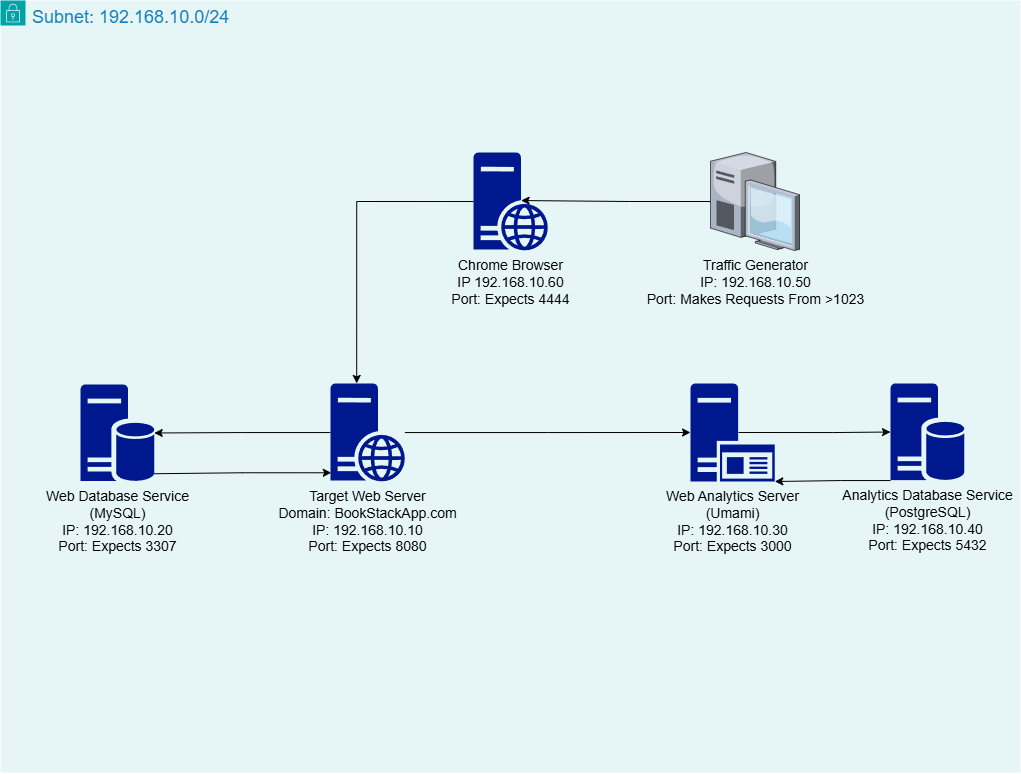 Subnet: 192.168.10.0/24
Chrome Browser
IP 192.168.10.60
Port: Expects 4444
Traffic Generator
IP: 192.168.10.50
Port: Makes Requests From >1023
Web Database Service
(MySQL)
IP: 192.168.10.20
Port: Expects 3307
Target Web Server
Domain: BookStackApp.com
IP: 192.168.10.10
Port: Expects 8080
Web Analytics Server
(Umami)
IP: 192.168.10.30
Port: Expects 3000
Analytics Database Service
(PostgreSQL)
IP: 192.168.10.40
Port: Expects 5432